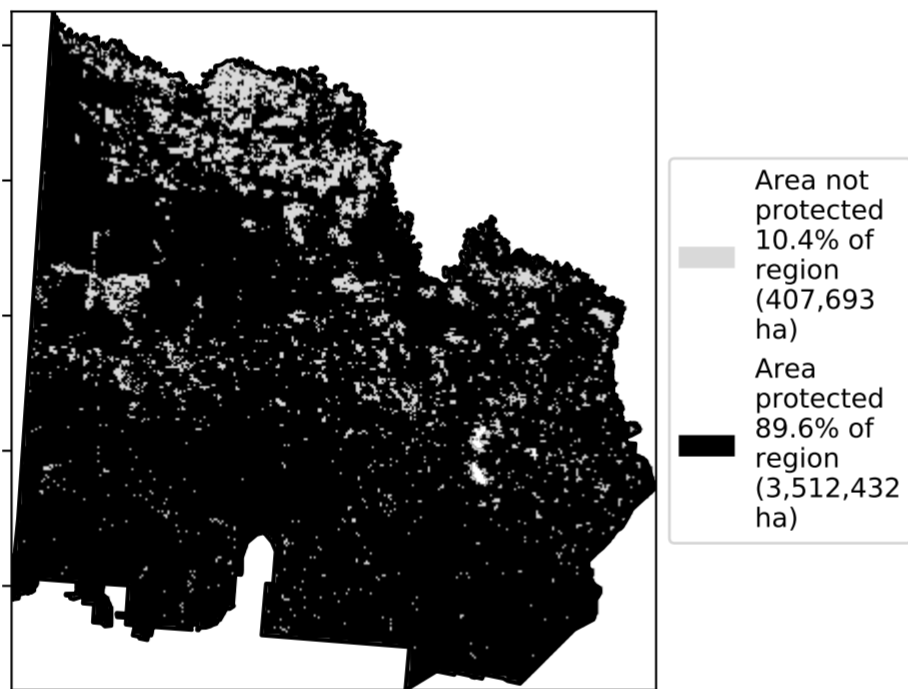 Area not
protected
10.4% of
region
(407,693
ha)
Area
protected
89.6% of
region
(3,512,432
ha)